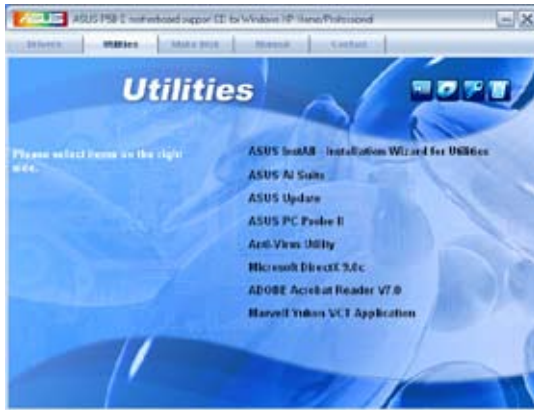 ASUS P5B-E motherboard support CD for Windows XP Home/Professional
Drivers Utilities Make Disk Manual Contact
Utilities
Please select items on the right side.
ASUS InstAll - Installation Wizard for Utilities
ASUS AI Suite
ASUS Update
ASUS PC Probe II
Anti-Virus Utility
Microsoft DirectX 9.0c
ADOBE Acrobat Reader V7.0
Marvell Yukon VCT Application